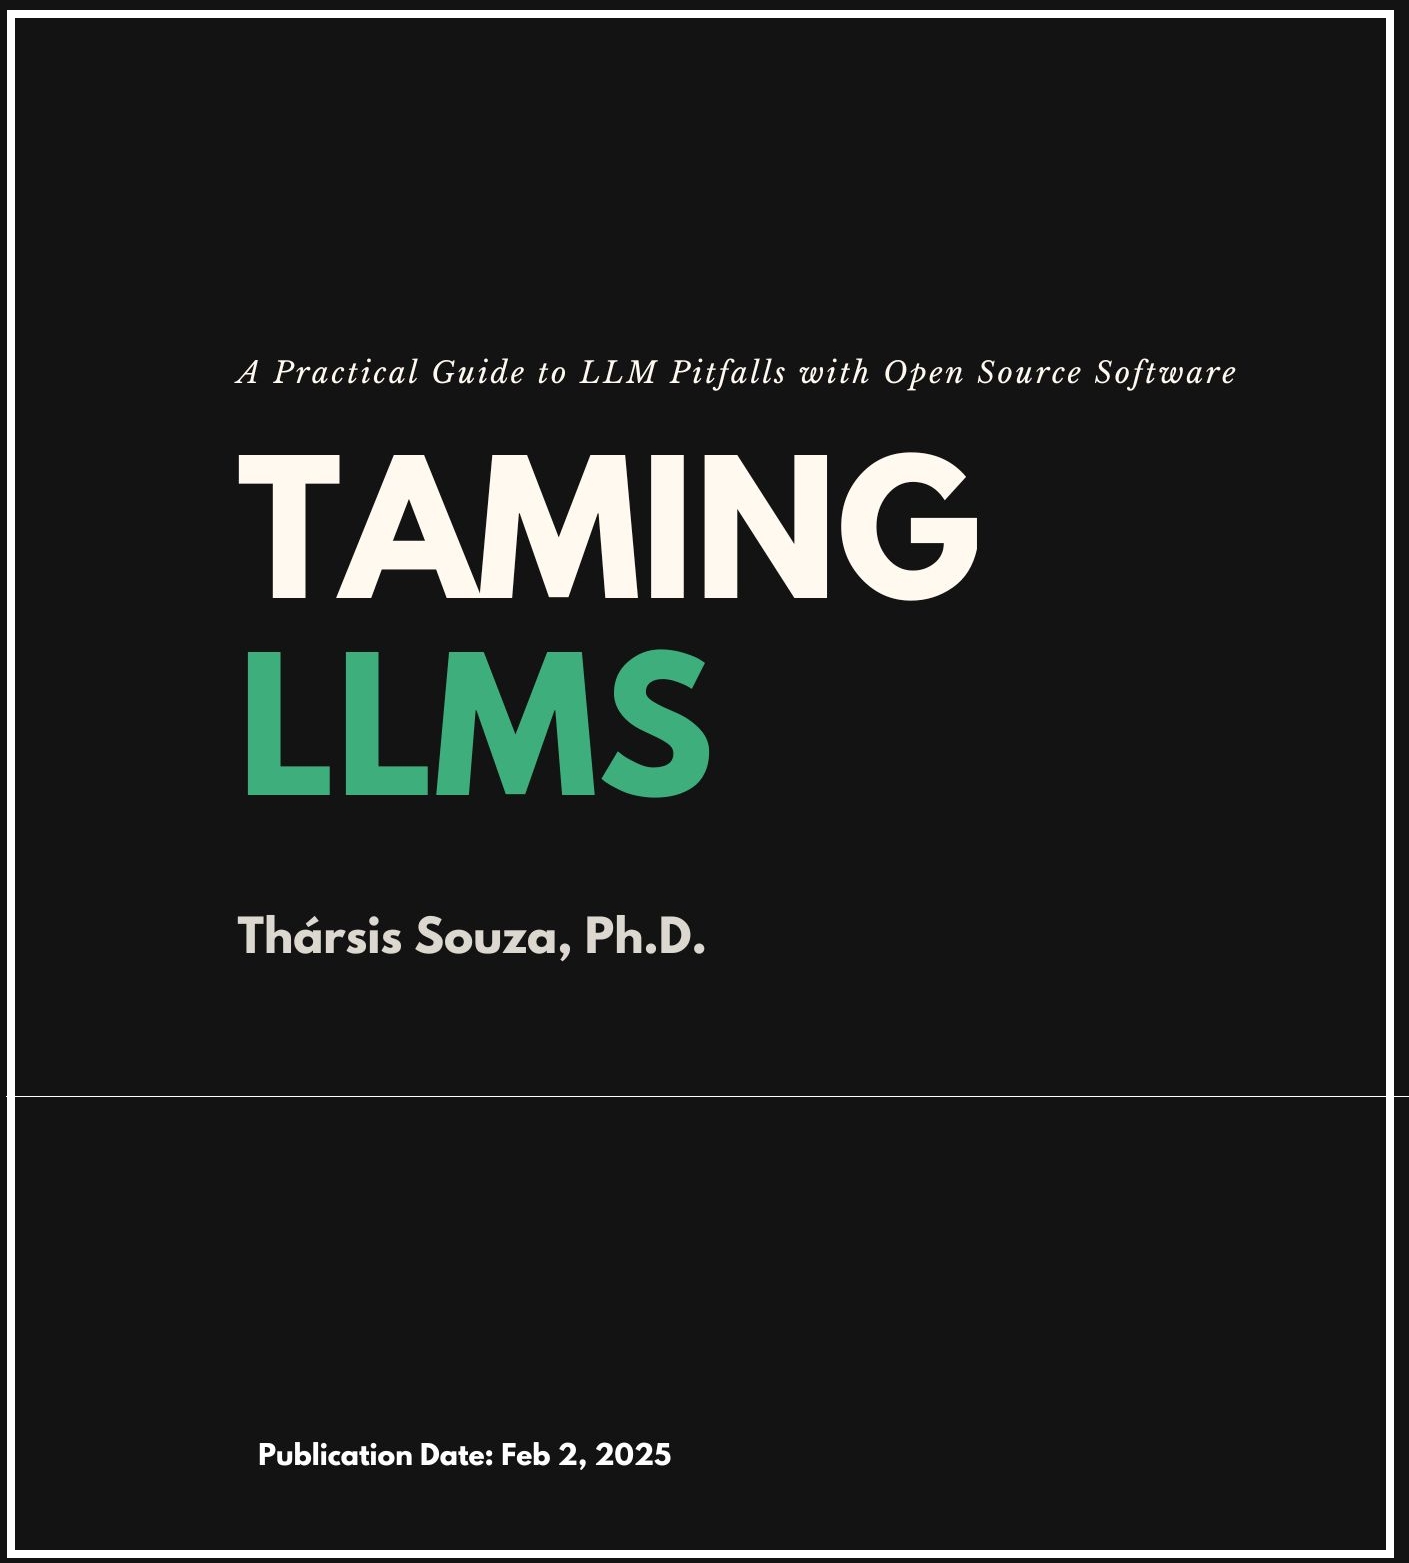 A Practical Guide to LLM Pitfalls with Open Source Software
TAMING
LLMS
Thársis Souza, Ph.D.
Publication Date: Feb 2, 2025